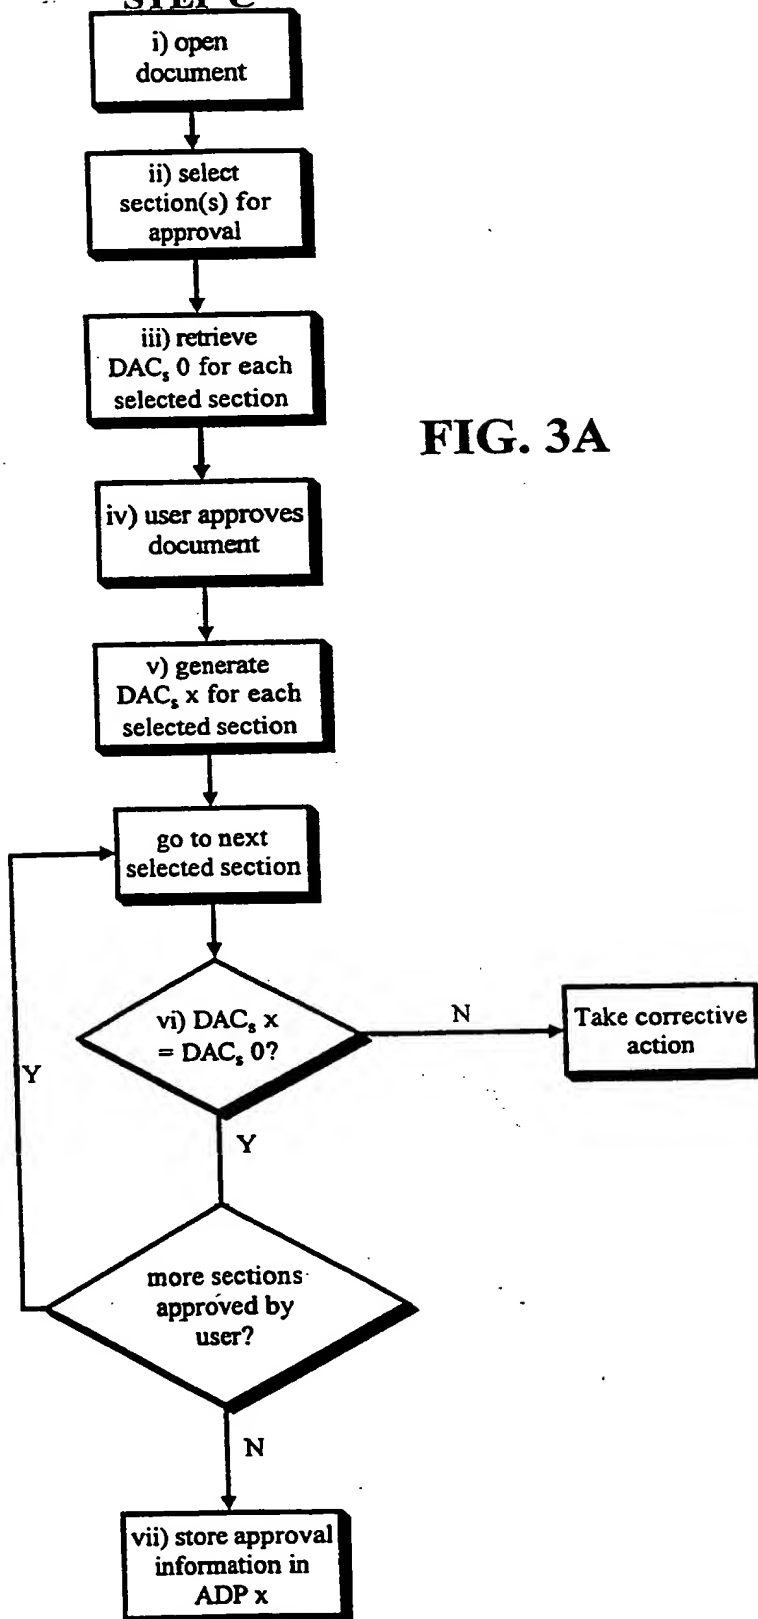 STEP C
i) open
document
ii) select
section(s) for
approval
iii) retrieve
DACₛ 0 for each
selected section
FIG. 3A
iv) user approves
document
v) generate
DACₛ x for each
selected section
go to next
selected section
vi) DACₛ x
= DACₛ 0?
N
Take corrective
action
Y
Y
more sections
approved by
user?
N
vii) store approval
information in
ADP x